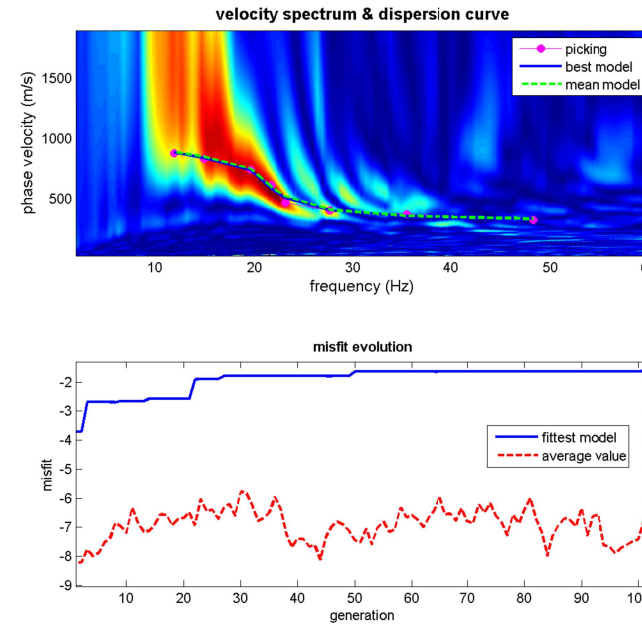 velocity spectrum & dispersion curve
phase velocity (m/s)
1500
1000
500
picking
best model
mean model
10 20 30 40 50
frequency (Hz)
misfit evolution
misfit
-2
-3
-4
-5
-6
-7
-8
-9
fittest model
average value
10 20 30 40 50 60 70 80 90
generation